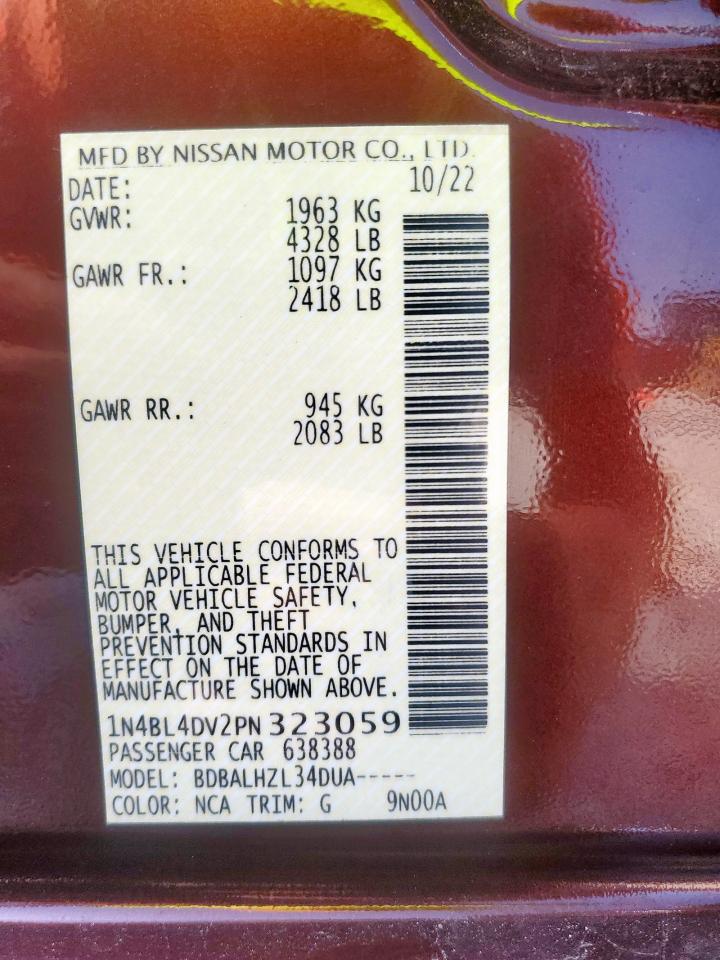 MFD BY NISSAN MOTOR CO., LTD.
DATE: 10/22
GVWR: 1963 KG
4328 LB
GAWR FR.: 1097 KG
2418 LB
GAWR RR.: 945 KG
2083 LB
THIS VEHICLE CONFORMS TO
ALL APPLICABLE FEDERAL
MOTOR VEHICLE SAFETY,
BUMPER, AND THEFT
PREVENTION STANDARDS IN
EFFECT ON THE DATE OF
MANUFACTURE SHOWN ABOVE.
1N4BL4DV2PN323059
PASSENGER CAR 638388
MODEL: BDBALHZL34DUA-----
COLOR: NCA TRIM: G 9N00A